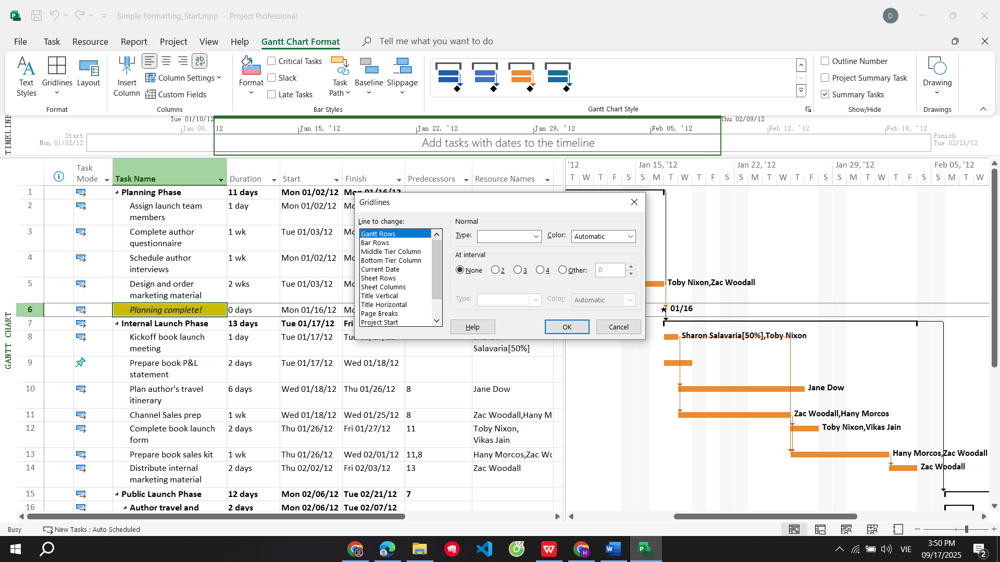 Simple Formatting_Start.mpp - Project Professional
D
File Task Resource Report Project View Help Gantt Chart Format Tell me what you want to do
Text Styles
Gridlines
Layout
Format
Insert Column
Column Settings
Custom Fields
Columns
Format
Critical Tasks
Slack
Late Tasks
Task Path
Baseline
Slippage
Bar Styles
Gantt Chart Style
Outline Number
Project Summary Task
Summary Tasks
Show/Hide
Drawing
Drawings
TIMELINE
Tue 01/10/12
Thu 02/09/12
Jan 08, '12 Jan 15, '12 Jan 22, '12 Jan 29, '12 Feb 05, '12 Feb 12, '12 Feb 19, '12
Start
Mon 01/02/12
Add tasks with dates to the timeline
Finish
Tue 02/21/12
GANTT CHART
Task Mode Task Name Duration Start Finish Predecessors Resource Names
1 Planning Phase 11 days Mon 01/02/12 Mon 01/16/12
2 Assign launch team members 1 day Mon 01/02/12 Mo
3 Complete author questionnaire 1 wk Tue 01/03/12 Mo
4 Schedule author interviews 1 wk Mon 01/02/12 Mo
5 Design and order marketing material 2 wks Tue 01/03/12 Mo
6 Planning complete! 0 days Mon 01/16/12 Mo
7 Internal Launch Phase 13 days Tue 01/17/12 Fri
8 Kickoff book launch meeting 1 day Tue 01/17/12 Tue 01/17/12 Sharon Salavaria[50%]
9 Prepare book P&L statement 2 days Tue 01/17/12 Wed 01/18/12
10 Plan author's travel itinerary 6 days Wed 01/18/12 Thu 01/26/12 8 Jane Dow
11 Channel Sales prep 1 wk Wed 01/18/12 Wed 01/25/12 8 Zac Woodall,Hany M
12 Complete book launch form 2 days Thu 01/26/12 Fri 01/27/12 11 Toby Nixon, Vikas Jain
13 Prepare book sales kit 1 wk Thu 01/26/12 Wed 02/01/12 11,8 Hany Morcos,Zac Wo
14 Distribute internal marketing material 2 days Thu 02/02/12 Fri 02/03/12 13 Zac Woodall
15 Public Launch Phase 12 days Mon 02/06/12 Tue 02/21/12 7
16 Author travel and 2 days Mon 02/06/12 Tue 02/07/12
'12 Jan 15, '12 Jan 22, '12 Jan 29, '12 Feb 05, '12
T W T F S S M T W T F S S M T W T F S S M T W T F S S M T W
Toby Nixon,Zac Woodall
01/16
Sharon Salavaria[50%],Toby Nixon
Jane Dow
Zac Woodall,Hany Morcos
Toby Nixon,Vikas Jain
Hany Morcos,Zac Woodall
Zac Woodall
Gridlines
Line to change:
Gantt Rows
Bar Rows
Middle Tier Column
Bottom Tier Column
Current Date
Sheet Rows
Sheet Columns
Title Vertical
Title Horizontal
Page Breaks
Project Start
Normal
Type: Color: Automatic
At interval
None 2 3 4 Other: 0
Type: Color: Automatic
Help OK Cancel
Busy New Tasks : Auto Scheduled
VIE
3:50 PM
09/17/2025
2